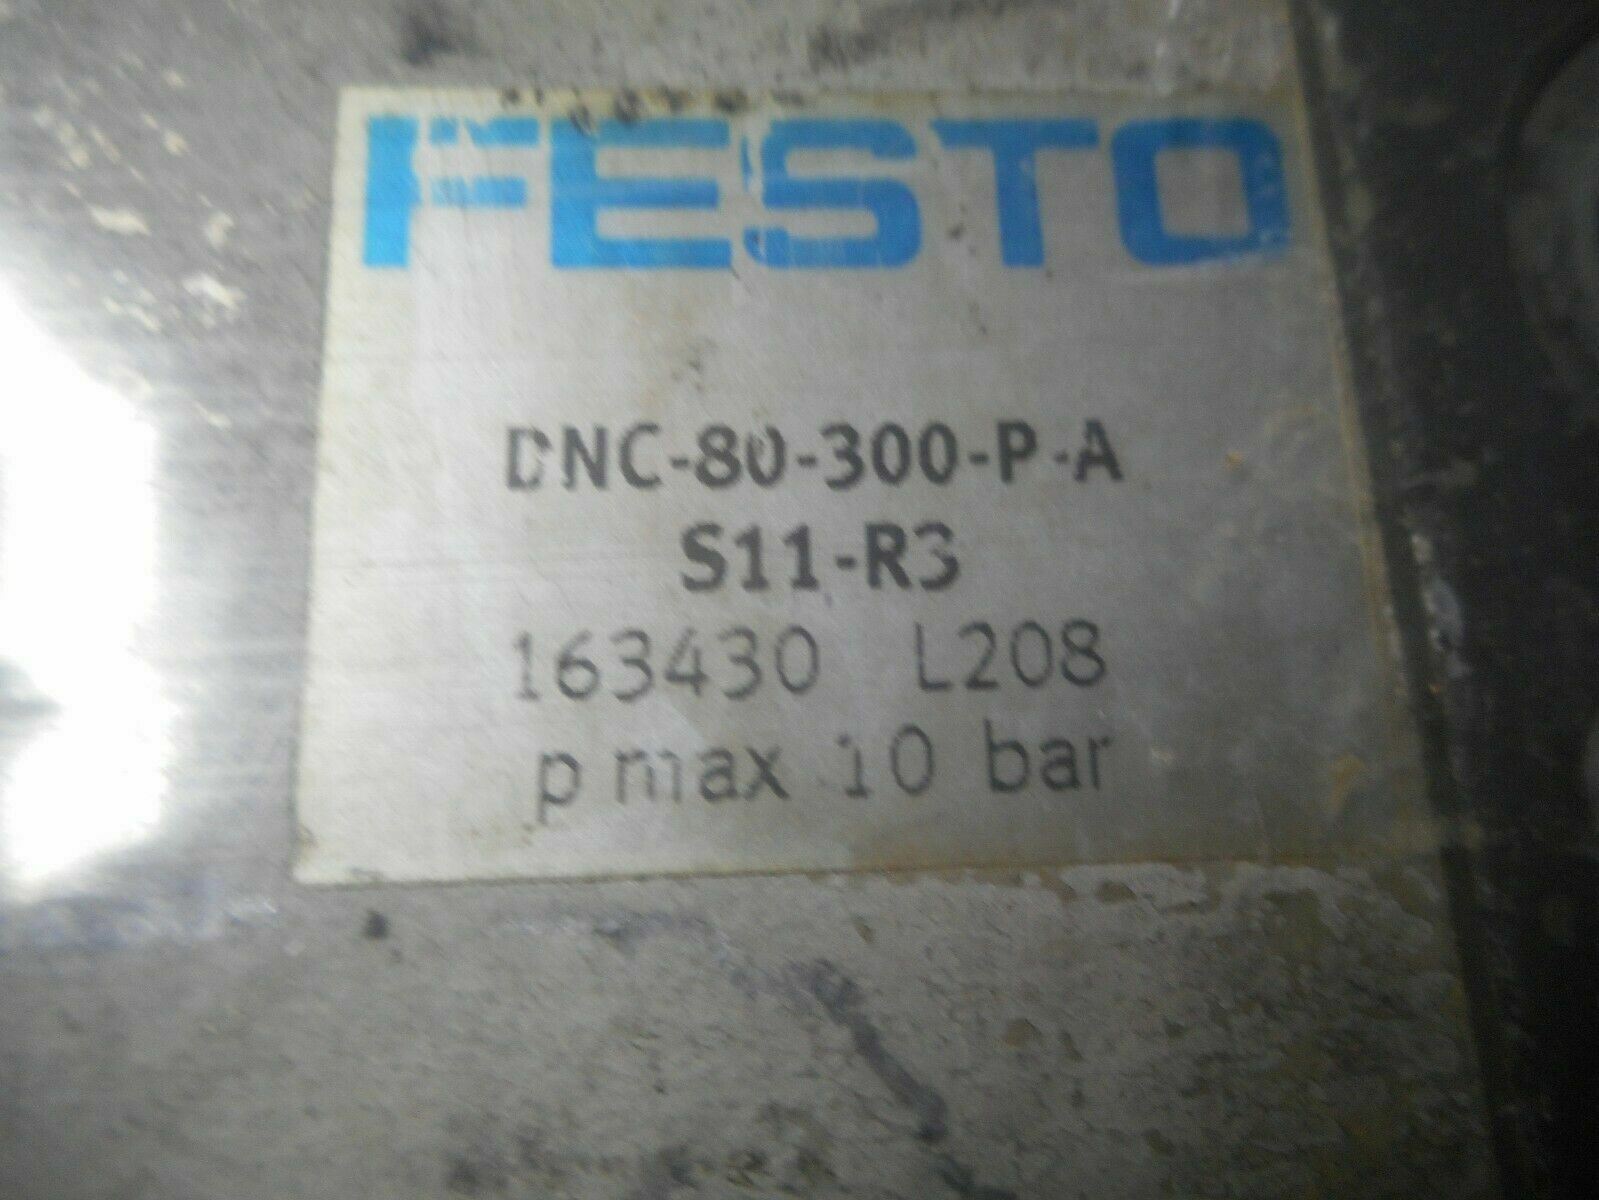 FESTO
DNC-80-300-P-A
S11-R3
163430 L208
p max 10 bar